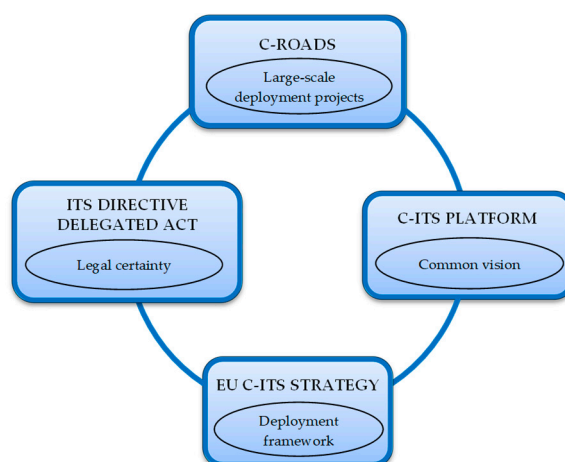 C-ROADS
Large-scale
deployment projects
ITS DIRECTIVE
DELEGATED ACT
Legal certainty
C-ITS PLATFORM
Common vision
EU C-ITS STRATEGY
Deployment
framework